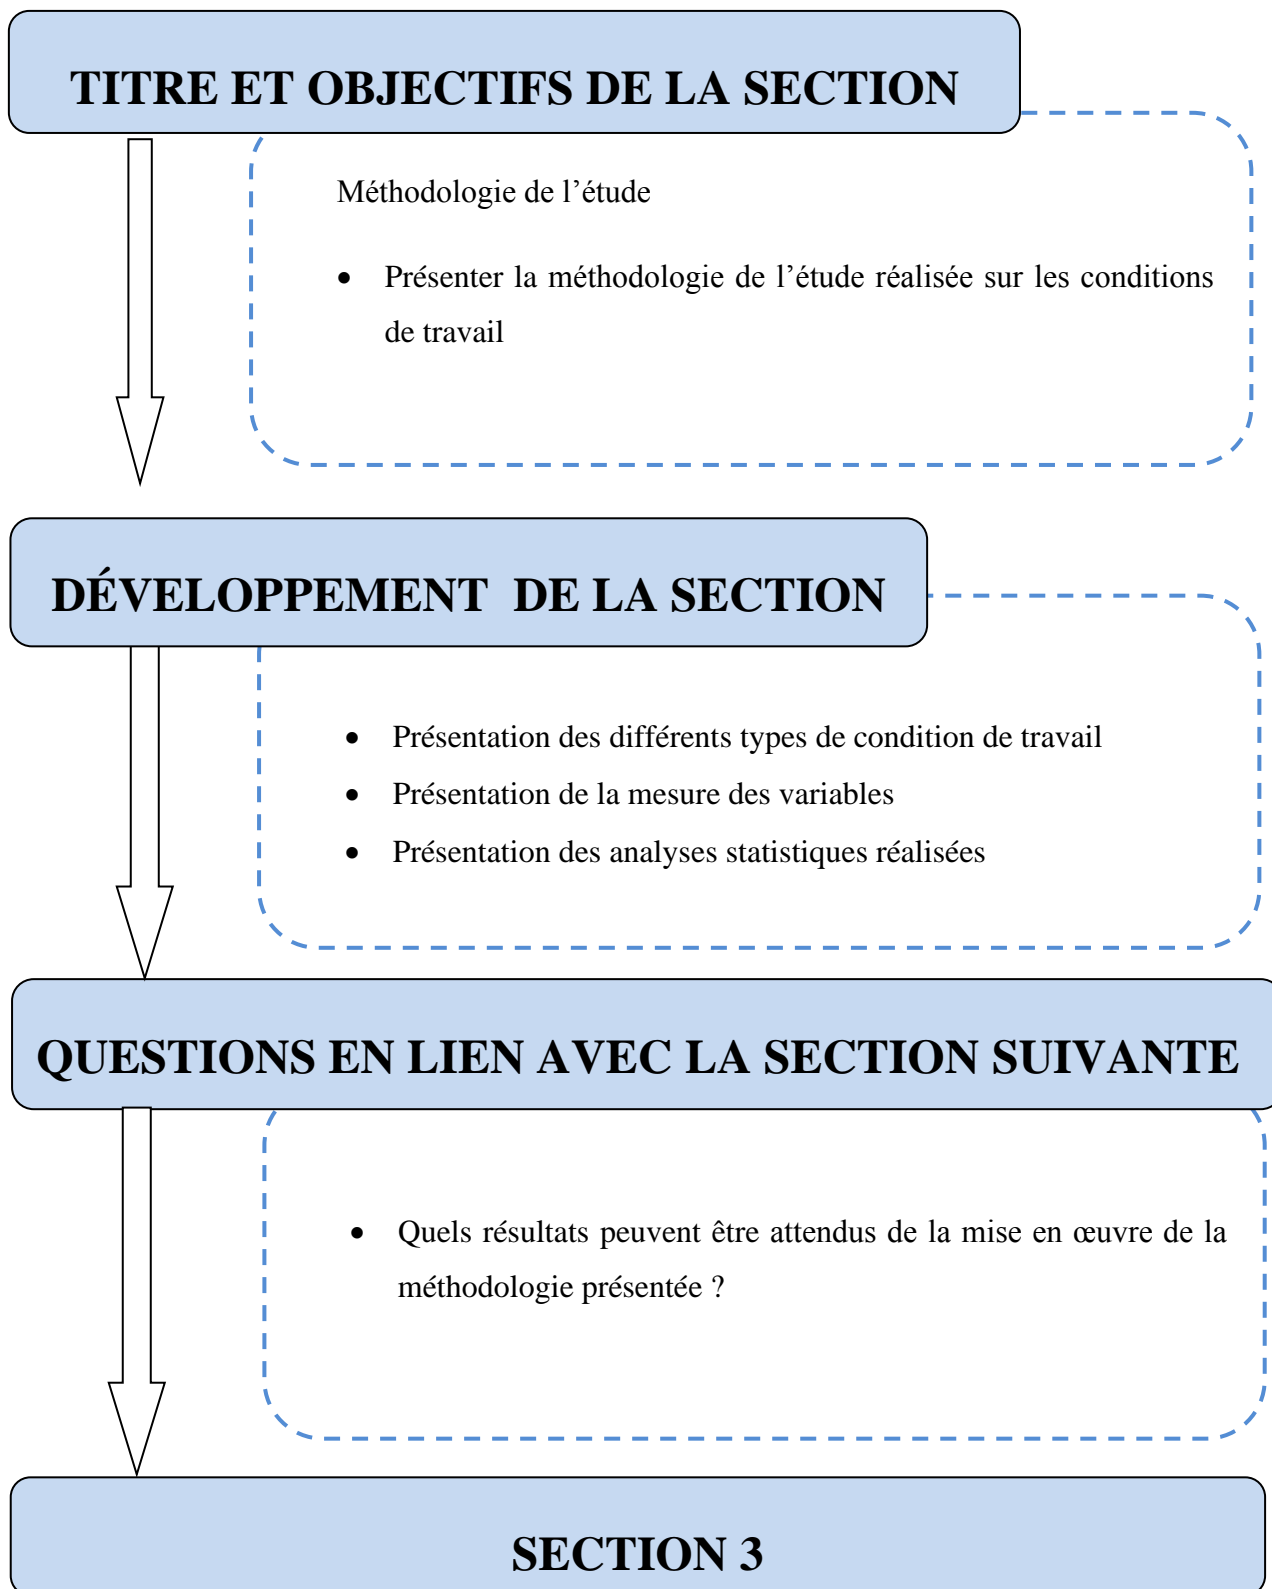 TITRE ET OBJECTIFS DE LA SECTION
Méthodologie de l’étude
• Présenter la méthodologie de l’étude réalisée sur les conditions
de travail
DÉVELOPPEMENT DE LA SECTION
• Présentation des différents types de condition de travail
• Présentation de la mesure des variables
• Présentation des analyses statistiques réalisées
QUESTIONS EN LIEN AVEC LA SECTION SUIVANTE
• Quels résultats peuvent être attendus de la mise en œuvre de la
méthodologie présentée ?
SECTION 3